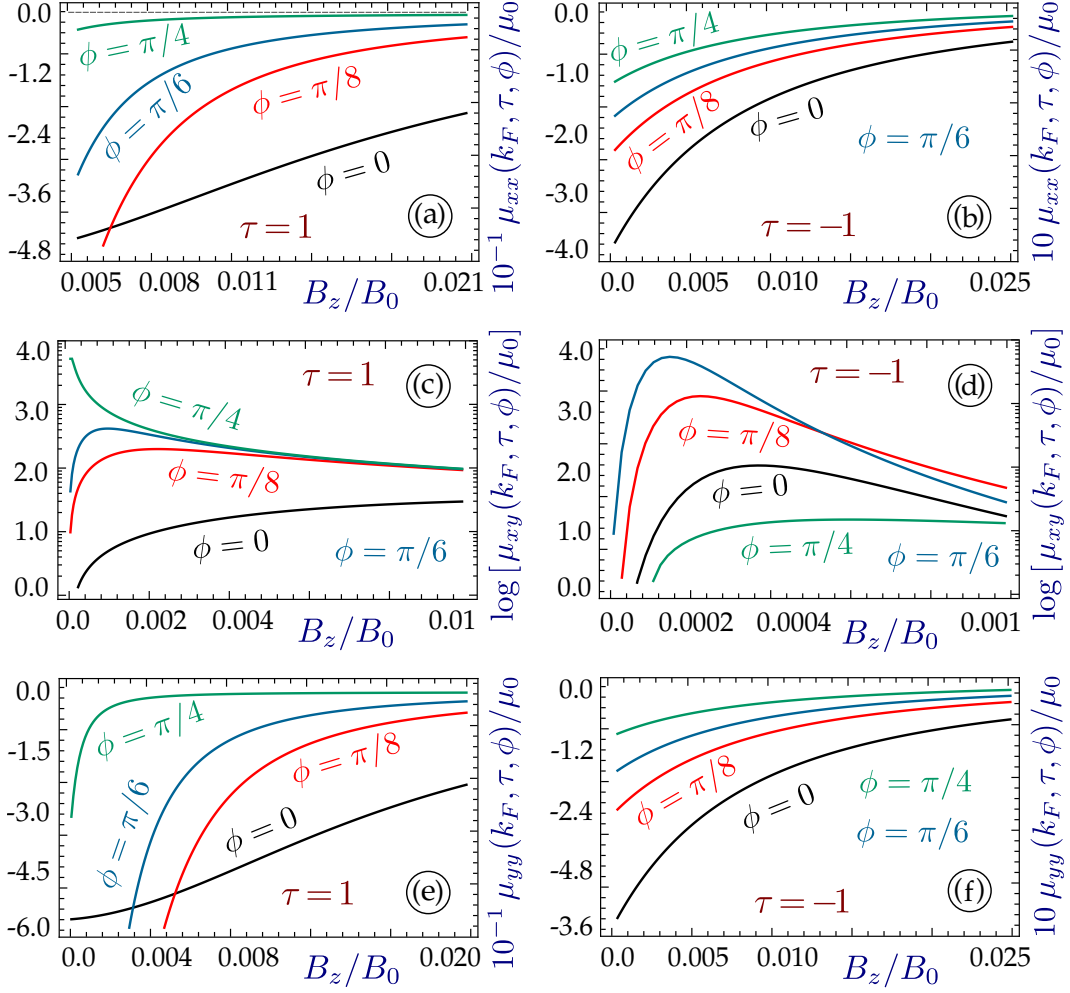 0.0
-1.2
-2.4
-3.6
-4.8
ϕ = π/4
ϕ = π/6
ϕ = π/8
ϕ = 0
τ = 1
(a)
0.005 0.008 0.011 0.021
B_z/B_0
10^{-1} μ_{xx}(k_F, τ, ϕ)/μ_0
0.0
-1.0
-2.0
-3.0
-4.0
ϕ = π/4
ϕ = π/8
ϕ = 0
ϕ = π/6
τ = −1
(b)
0.0 0.005 0.010 0.025
B_z/B_0
10 μ_{xx}(k_F, τ, ϕ)/μ_0
4.0
3.0
2.0
1.0
0.0
τ = 1
(c)
ϕ = π/4
ϕ = π/8
ϕ = 0
ϕ = π/6
0.0 0.002 0.004 0.01
B_z/B_0
log [μ_{xy}(k_F, τ, ϕ)/μ_0]
4.0
3.0
2.0
1.0
0.0
τ = −1
(d)
ϕ = π/8
ϕ = 0
ϕ = π/4
ϕ = π/6
0.0 0.0002 0.0004 0.001
B_z/B_0
log [μ_{xy}(k_F, τ, ϕ)/μ_0]
0.0
-1.5
-3.0
-4.5
-6.0
ϕ = π/4
ϕ = π/6
ϕ = π/8
ϕ = 0
τ = 1
(e)
0.0 0.004 0.008 0.020
B_z/B_0
10^{-1} μ_{yy}(k_F, τ, ϕ)/μ_0
0.0
-1.2
-2.4
-4.8
-3.6
ϕ = π/8
ϕ = 0
ϕ = π/4
ϕ = π/6
τ = −1
(f)
0.0 0.005 0.010 0.025
B_z/B_0
10 μ_{yy}(k_F, τ, ϕ)/μ_0